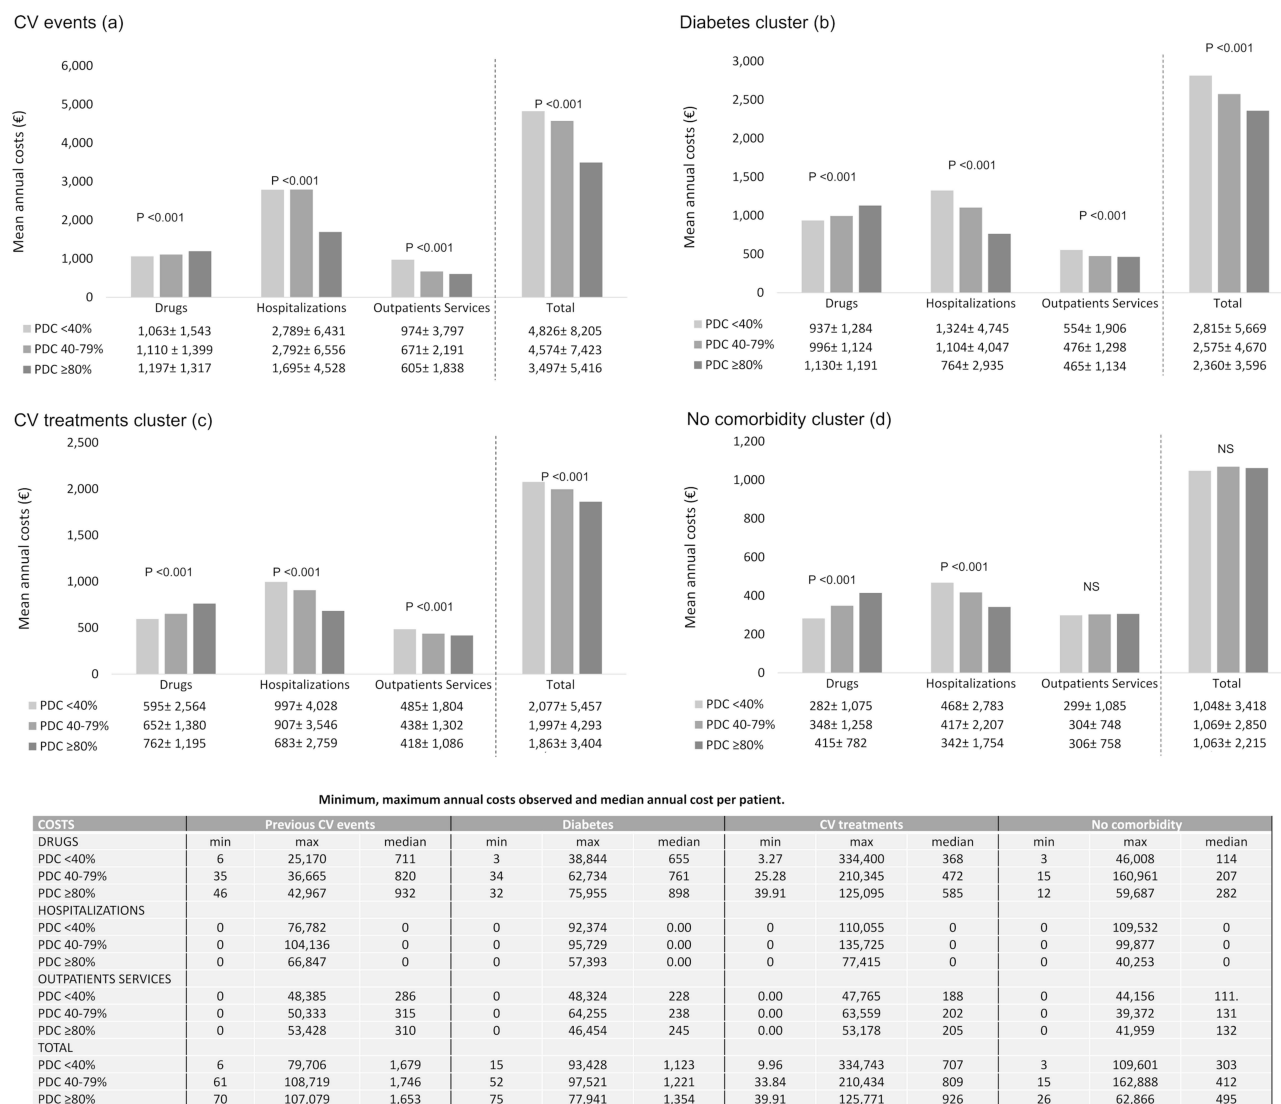 CV events (a)
Mean annual costs (€)
6,000
5,000
4,000
3,000
2,000
1,000
0
P <0.001
P <0.001
P <0.001
P <0.001
Drugs Hospitalizations Outpatients Services Total
PDC <40% 1,063± 1,543 2,789± 6,431 974± 3,797 4,826± 8,205
PDC 40-79% 1,110 ± 1,399 2,792± 6,556 671± 2,191 4,574± 7,423
PDC ≥80% 1,197± 1,317 1,695± 4,528 605± 1,838 3,497± 5,416
Diabetes cluster (b)
Mean annual costs (€)
3,000
2,500
2,000
1,500
1,000
500
0
P <0.001
P <0.001
P <0.001
P <0.001
Drugs Hospitalizations Outpatients Services Total
PDC <40% 937± 1,284 1,324± 4,745 554± 1,906 2,815± 5,669
PDC 40-79% 996± 1,124 1,104± 4,047 476± 1,298 2,575± 4,670
PDC ≥80% 1,130± 1,191 764± 2,935 465± 1,134 2,360± 3,596
CV treatments cluster (c)
Mean annual costs (€)
2,500
2,000
1,500
1,000
500
0
P <0.001
P <0.001
P <0.001
P <0.001
Drugs Hospitalizations Outpatients Services Total
PDC <40% 595± 2,564 997± 4,028 485± 1,804 2,077± 5,457
PDC 40-79% 652± 1,380 907± 3,546 438± 1,302 1,997± 4,293
PDC ≥80% 762± 1,195 683± 2,759 418± 1,086 1,863± 3,404
No comorbidity cluster (d)
Mean annual costs (€)
1,200
1,000
800
600
400
200
0
P <0.001
P <0.001
NS
NS
Drugs Hospitalizations Outpatients Services Total
PDC <40% 282± 1,075 468± 2,783 299± 1,085 1,048± 3,418
PDC 40-79% 348± 1,258 417± 2,207 304± 748 1,069± 2,850
PDC ≥80% 415± 782 342± 1,754 306± 758 1,063± 2,215
Minimum, maximum annual costs observed and median annual cost per patient.
COSTS Previous CV events Diabetes CV treatments No comorbidity
DRUGS min max median min max median min max median min max median
PDC <40% 6 25,170 711 3 38,844 655 3.27 334,400 368 3 46,008 114
PDC 40-79% 35 36,665 820 34 62,734 761 25.28 210,345 472 15 160,961 207
PDC ≥80% 46 42,967 932 32 75,955 898 39.91 125,095 585 12 59,687 282
HOSPITALIZATIONS
PDC <40% 0 76,782 0 0 92,374 0.00 0 110,055 0 0 109,532 0
PDC 40-79% 0 104,136 0 0 95,729 0.00 0 135,725 0 0 99,877 0
PDC ≥80% 0 66,847 0 0 57,393 0.00 0 77,415 0 0 40,253 0
OUTPATIENTS SERVICES
PDC <40% 0 48,385 286 0 48,324 228 0.00 47,765 188 0 44,156 111.
PDC 40-79% 0 50,333 315 0 64,255 238 0.00 63,559 202 0 39,372 131
PDC ≥80% 0 53,428 310 0 46,454 245 0.00 53,178 205 0 41,959 132
TOTAL
PDC <40% 6 79,706 1,679 15 93,428 1,123 9.96 334,743 707 3 109,601 303
PDC 40-79% 61 108,719 1,746 52 97,521 1,221 33.84 210,434 809 15 162,888 412
PDC ≥80% 70 107,079 1,653 75 77,941 1,354 39.91 125,771 926 26 62,866 495